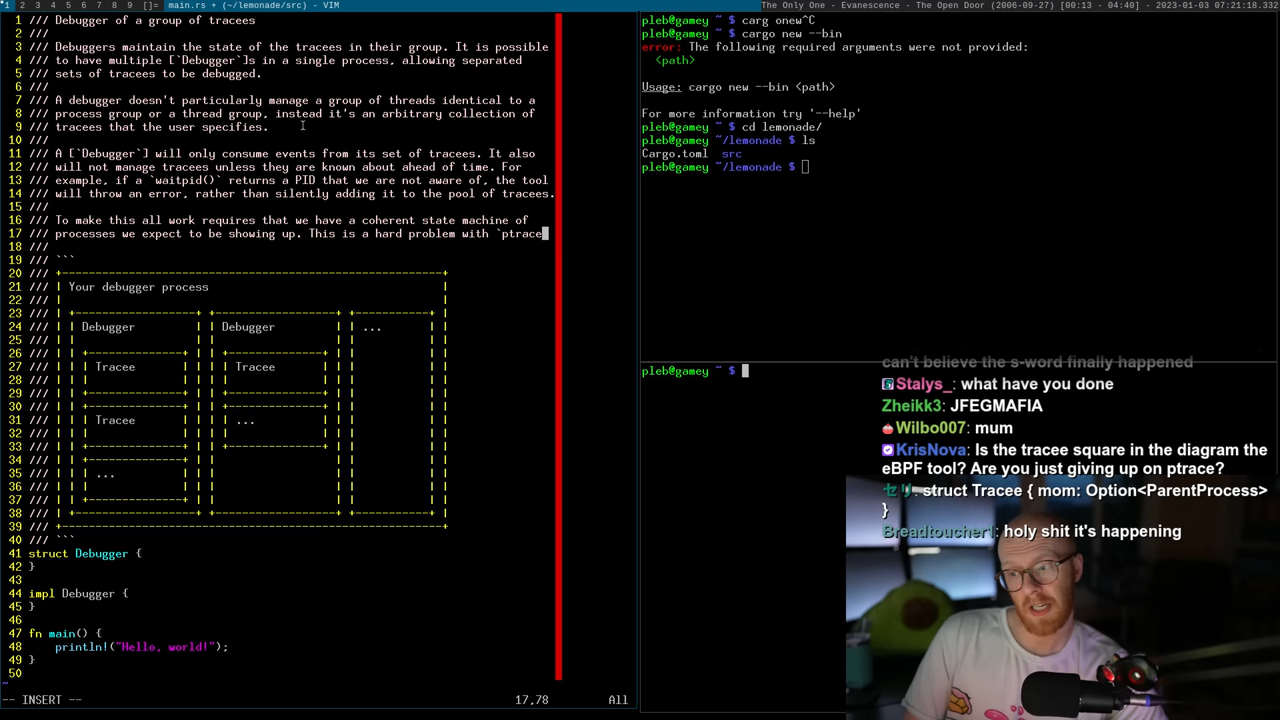 1 2 3 4 5 6 7 8 9 []= main.rs + (~/lemonade/src) - VIM
The Only One - Evanescence - The Open Door (2006-09-27) [00:13 - 04:40] - 2023-01-03 07:21:18.332
1 /// Debugger of a group of tracees
2 ///
3 /// Debuggers maintain the state of the tracees in their group. It is possible
4 /// to have multiple [`Debugger`]s in a single process, allowing separated
5 /// sets of tracees to be debugged.
6 ///
7 /// A debugger doesn't particularly manage a group of threads identical to a
8 /// process group or a thread group, instead it's an arbitrary collection of
9 /// tracees that the user specifies.
10 ///
11 /// A [`Debugger`] will only consume events from its set of tracees. It also
12 /// will not manage tracees unless they are known about ahead of time. For
13 /// example, if a `waitpid()` returns a PID that we are not aware of, the tool
14 /// will throw an error, rather than silently adding it to the pool of tracees.
15 ///
16 /// To make this all work requires that we have a coherent state machine of
17 /// processes we expect to be showing up. This is a hard problem with `ptrace
18 ///
19 /// ```
20 /// +---------------------------------------------------------+
21 /// | Your debugger process                                   |
22 /// |                                                         |
23 /// | +------------------+ +------------------+ +-----------+ |
24 /// | | Debugger         | | Debugger         | | ...       | |
25 /// | |                  | |                  | |           | |
26 /// | | +--------------+ | | +--------------+ | |           | |
27 /// | | | Tracee       | | | | Tracee       | | |           | |
28 /// | | |              | | | |              | | |           | |
29 /// | | +--------------+ | | +--------------+ | |           | |
30 /// | | +--------------+ | | +--------------+ | |           | |
31 /// | | | Tracee       | | | | ...          | | |           | |
32 /// | | |              | | | |              | | |           | |
33 /// | | +--------------+ | | +--------------+ | |           | |
34 /// | | +--------------+ | |                  | |           | |
35 /// | | | ...          | | |                  | |           | |
36 /// | | |              | | |                  | |           | |
37 /// | | +--------------+ | |                  | |           | |
38 /// | +------------------+ +------------------+ +-----------+ |
39 /// +---------------------------------------------------------+
40 /// ```
41 struct Debugger {
42 }
43
44 impl Debugger {
45 }
46
47 fn main() {
48     println!("Hello, world!");
49 }
50
~
-- INSERT -- 17,78 All
pleb@gamey ~ $ carg onew^C
pleb@gamey ~ $ cargo new --bin
error: The following required arguments were not provided:
  <path>
Usage: cargo new --bin <path>
For more information try '--help'
pleb@gamey ~ $ cd lemonade/
pleb@gamey ~/lemonade $ ls
Cargo.toml  src
pleb@gamey ~/lemonade $
pleb@gamey ~ $
can't believe the s-word finally happened
Stalys_: what have you done
Zheikk3: JFEGMAFIA
Wilbo007: mum
KrisNova: Is the tracee square in the diagram the
eBPF tool? Are you just giving up on ptrace?
セリ: struct Tracee { mom: Option<ParentProcess>
}
Breadtoucher1: holy shit it's happening